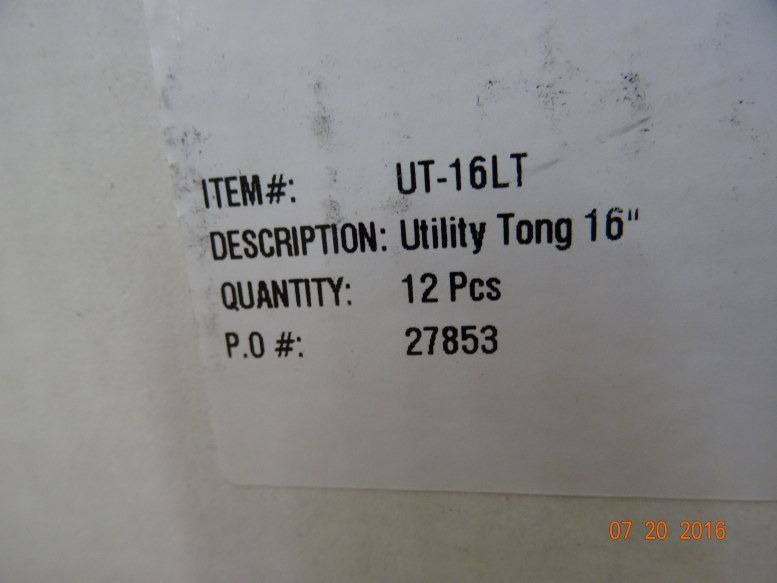 ITEM#: UT-16LT
DESCRIPTION: Utility Tong 16"
QUANTITY: 12 Pcs
P.O #: 27853
07 20 2016